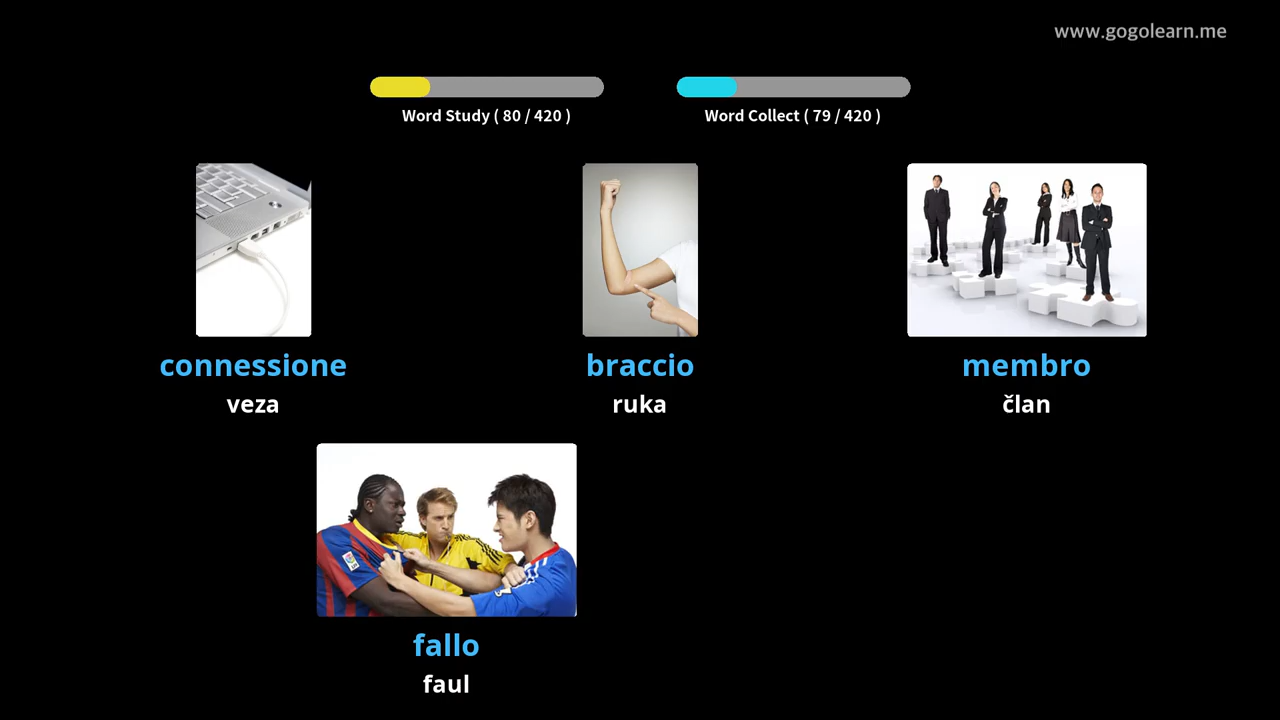 www.gogolearn.me
Word Study ( 80 / 420 )
Word Collect ( 79 / 420 )
connessione
veza
braccio
ruka
membro
član
fallo
faul